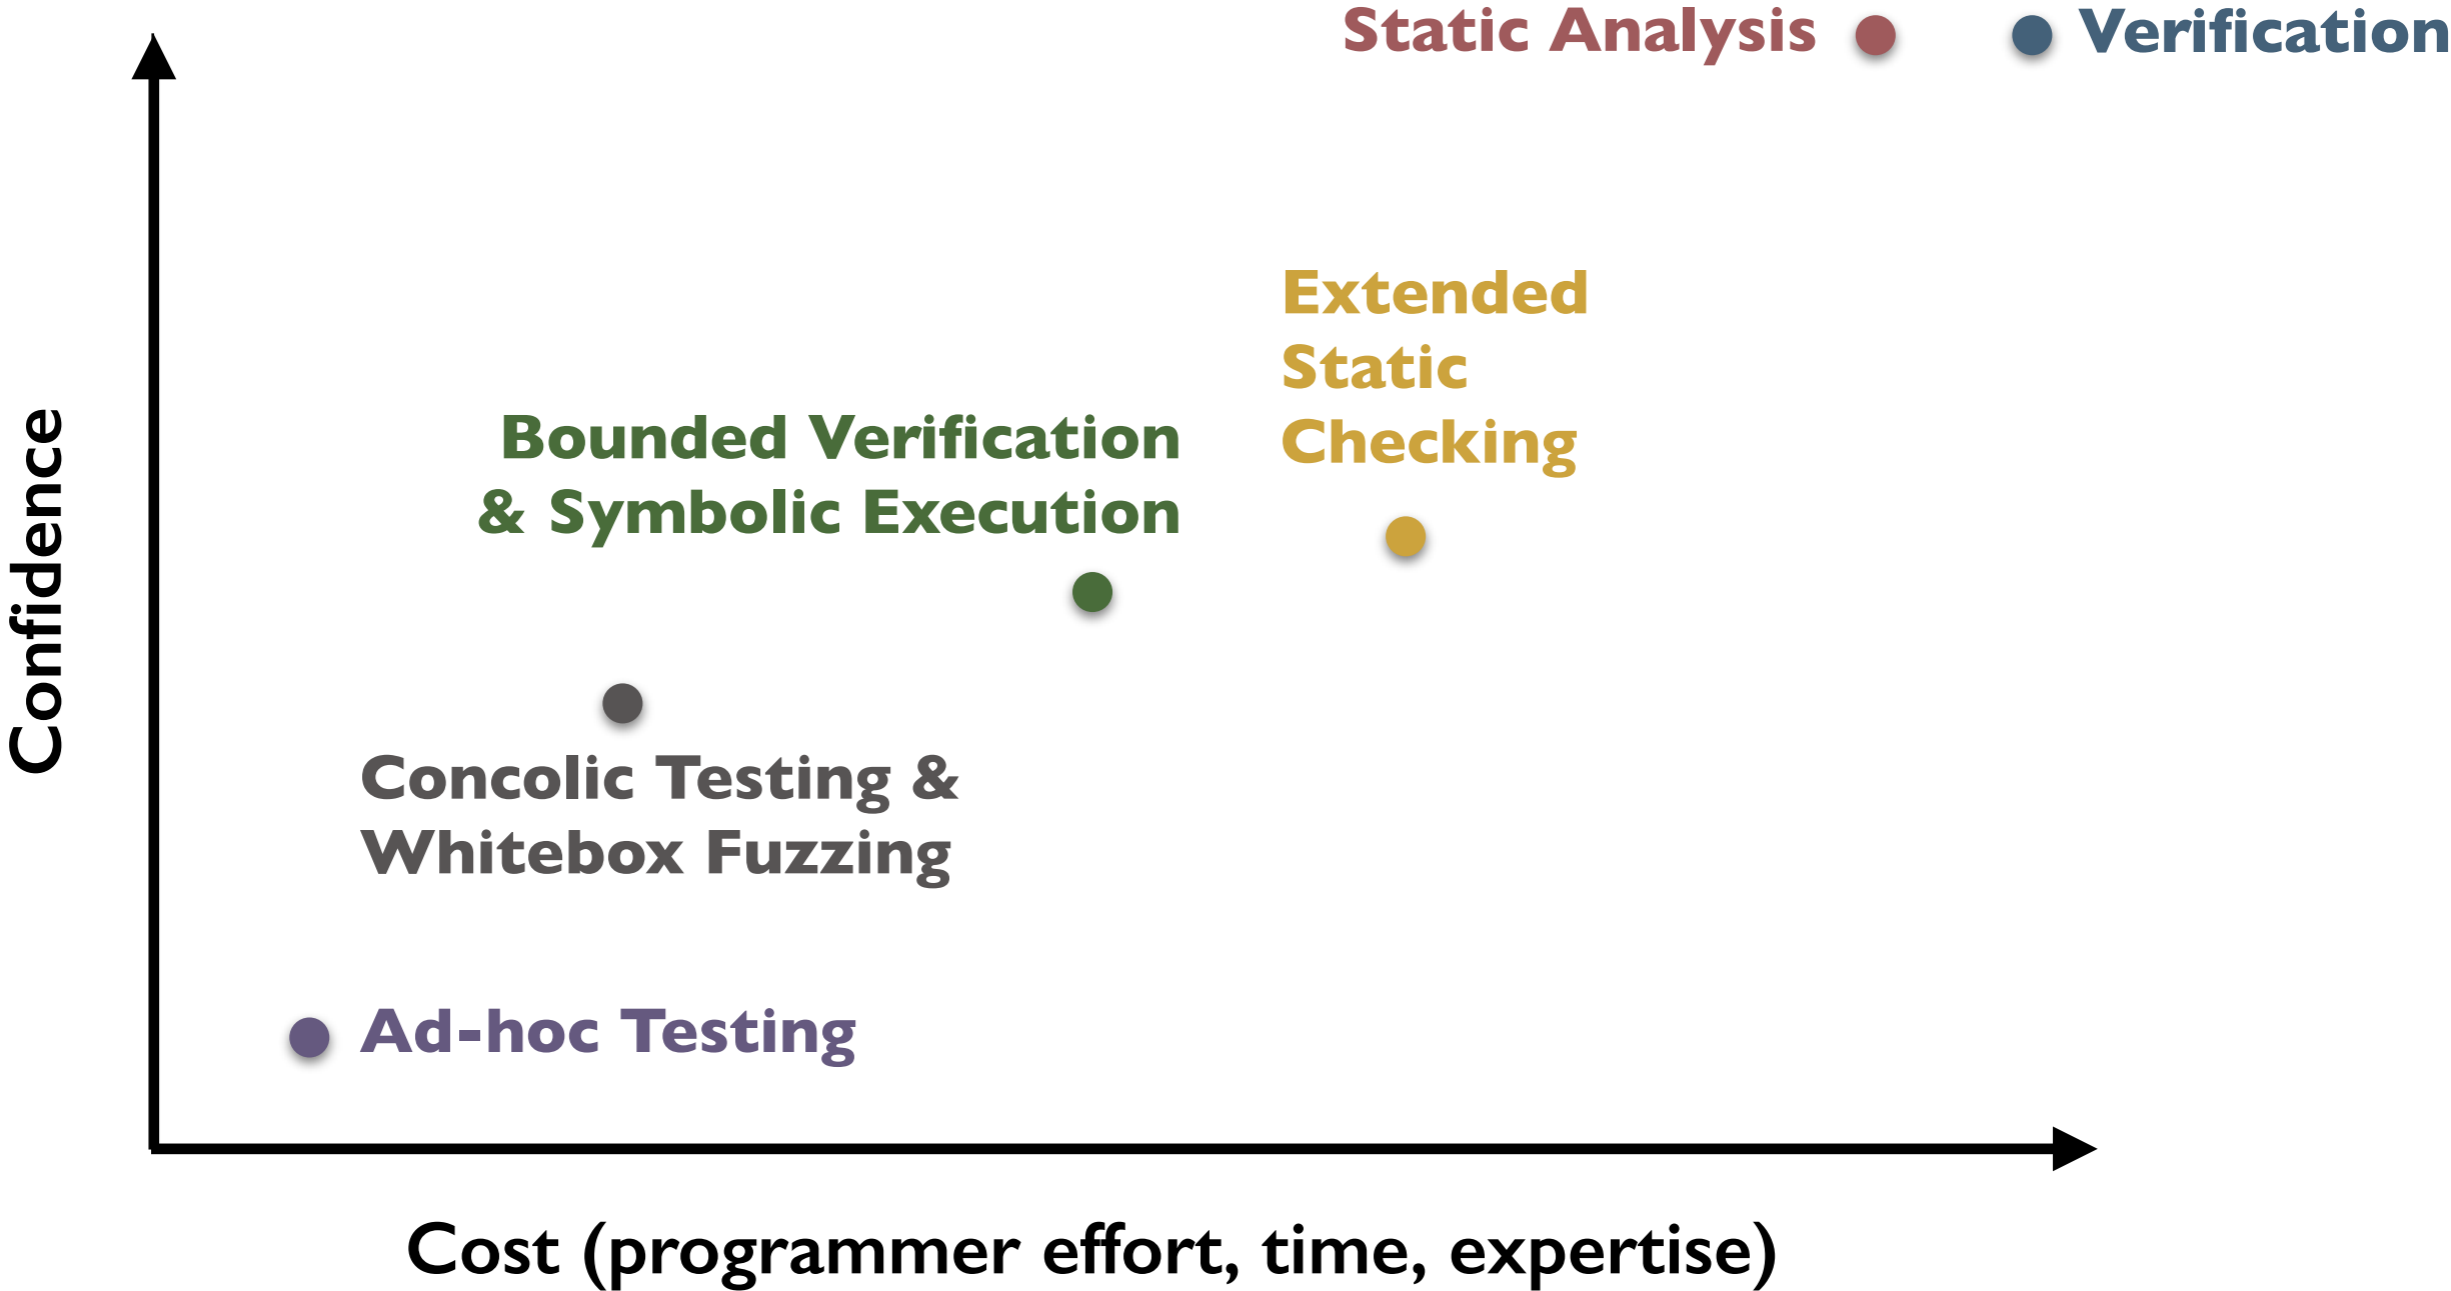 Static Analysis
Verification
Extended
Static
Checking
Bounded Verification
& Symbolic Execution
Confidence
Concolic Testing &
Whitebox Fuzzing
Ad-hoc Testing
Cost (programmer effort, time, expertise)